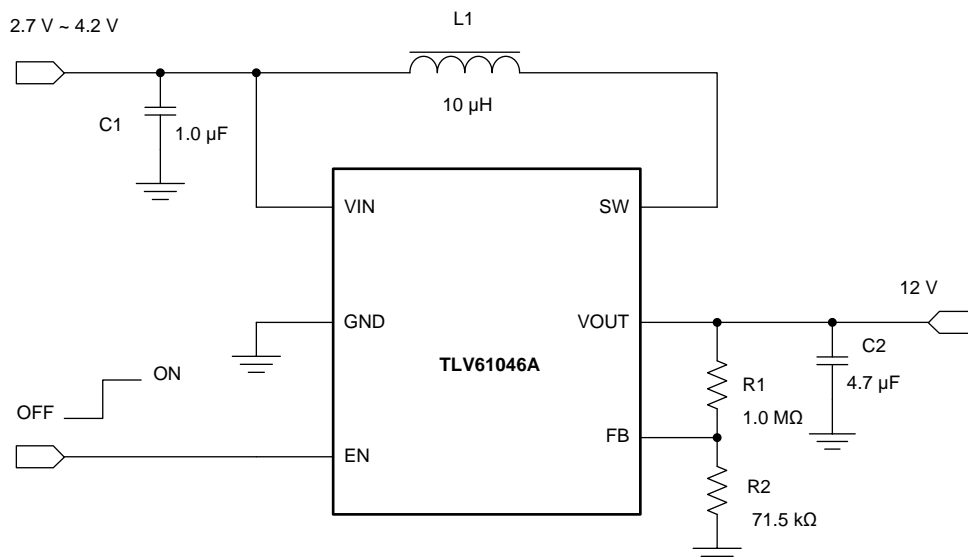 2.7 V ~ 4.2 V
L1
10 µH
C1
1.0 µF
VIN
SW
GND
VOUT
12 V
TLV61046A
C2
4.7 µF
R1
1.0 MΩ
ON
OFF
FB
EN
R2
71.5 kΩ